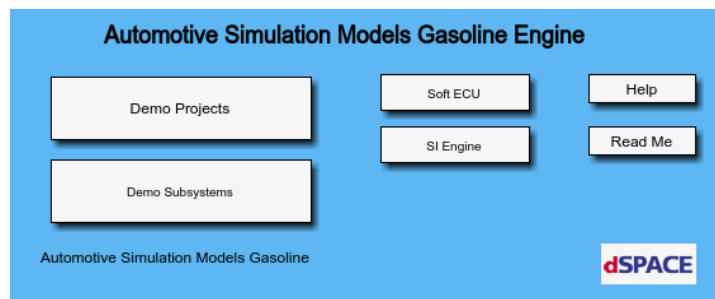 Automotive Simulation Models Gasoline Engine
Demo Projects
Soft ECU
Help
SI Engine
Read Me
Demo Subsystems
Automotive Simulation Models Gasoline
dSPACE